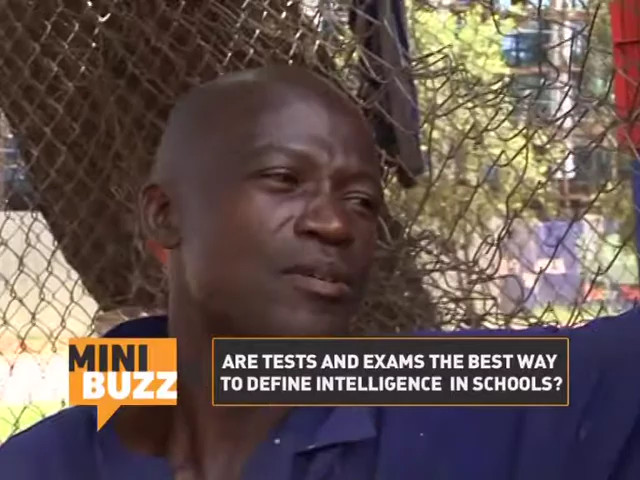 MINI
BUZZ
ARE TESTS AND EXAMS THE BEST WAY
TO DEFINE INTELLIGENCE IN SCHOOLS?